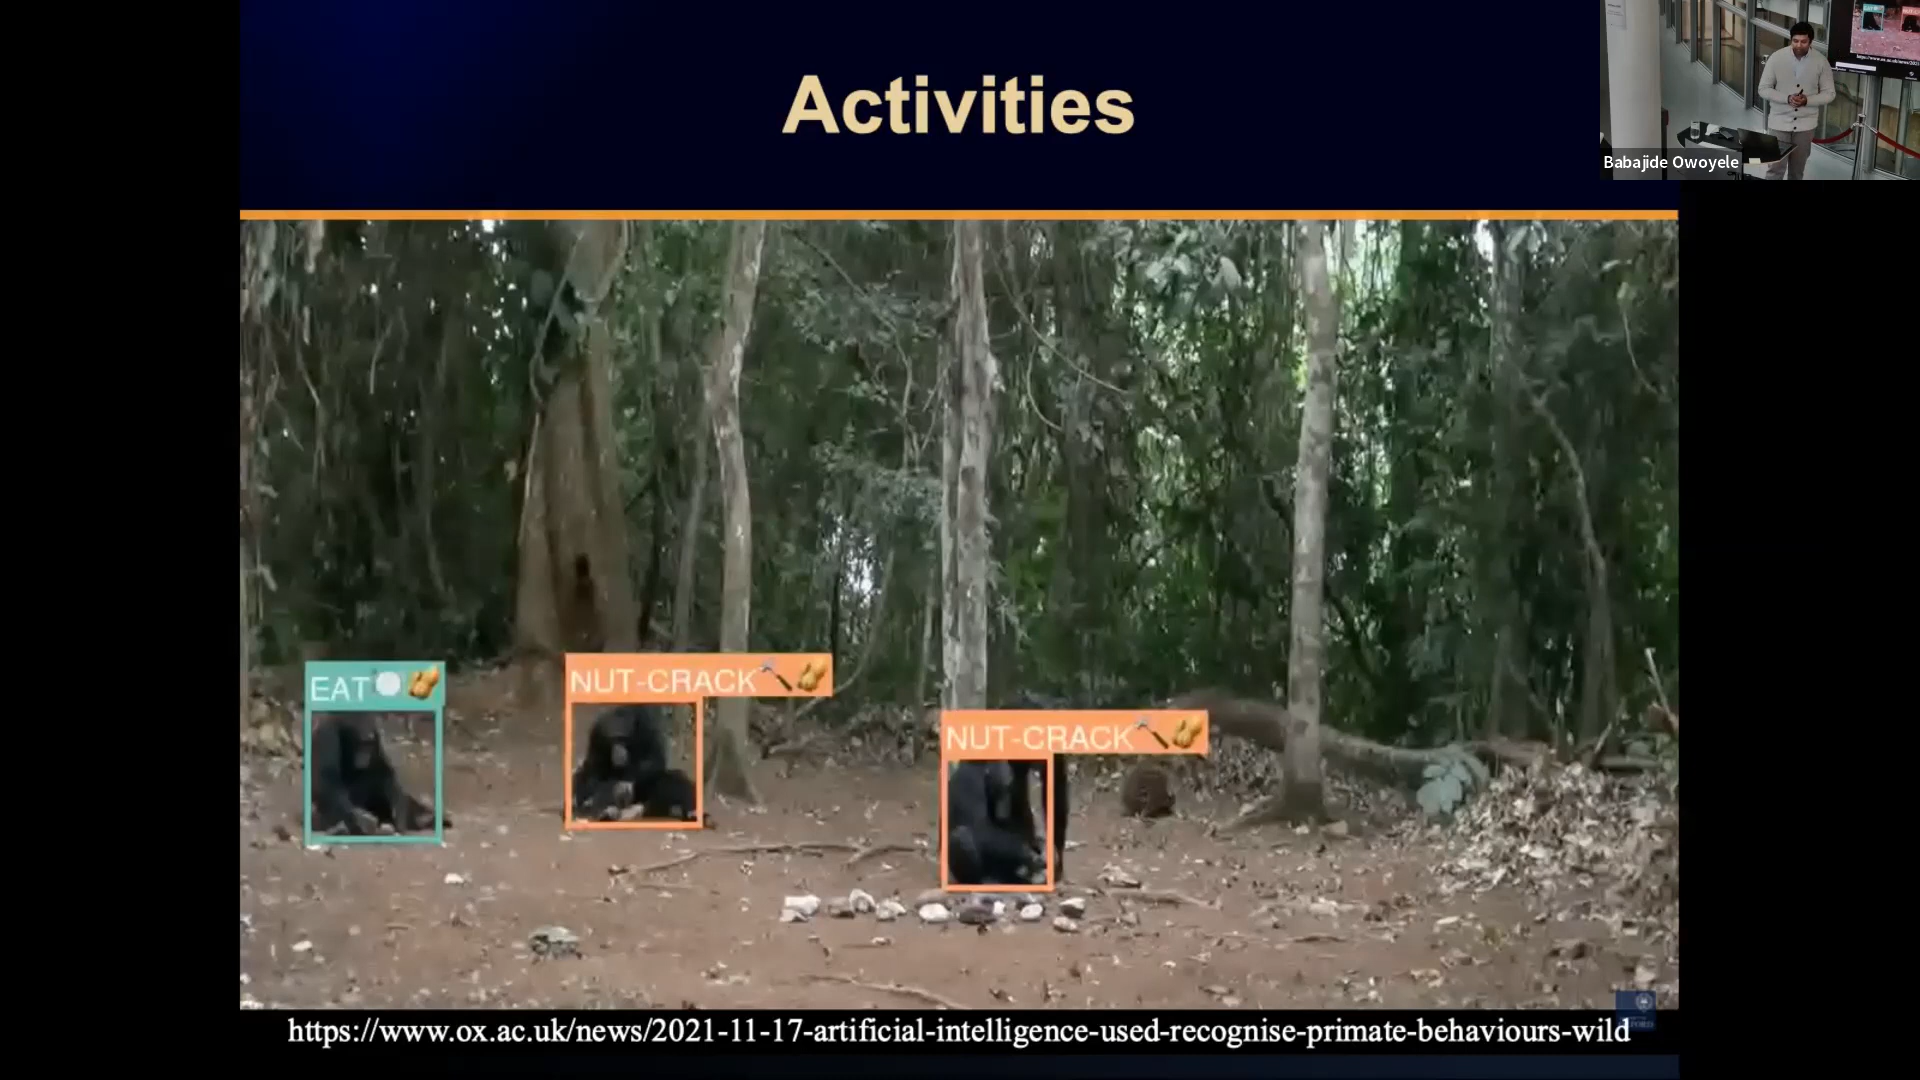 Activities
Babajide Owoyele
EAT
NUT-CRACK
NUT-CRACK
https://www.ox.ac.uk/news/2021-11-17-artificial-intelligence-used-recognise-primate-behaviours-wild